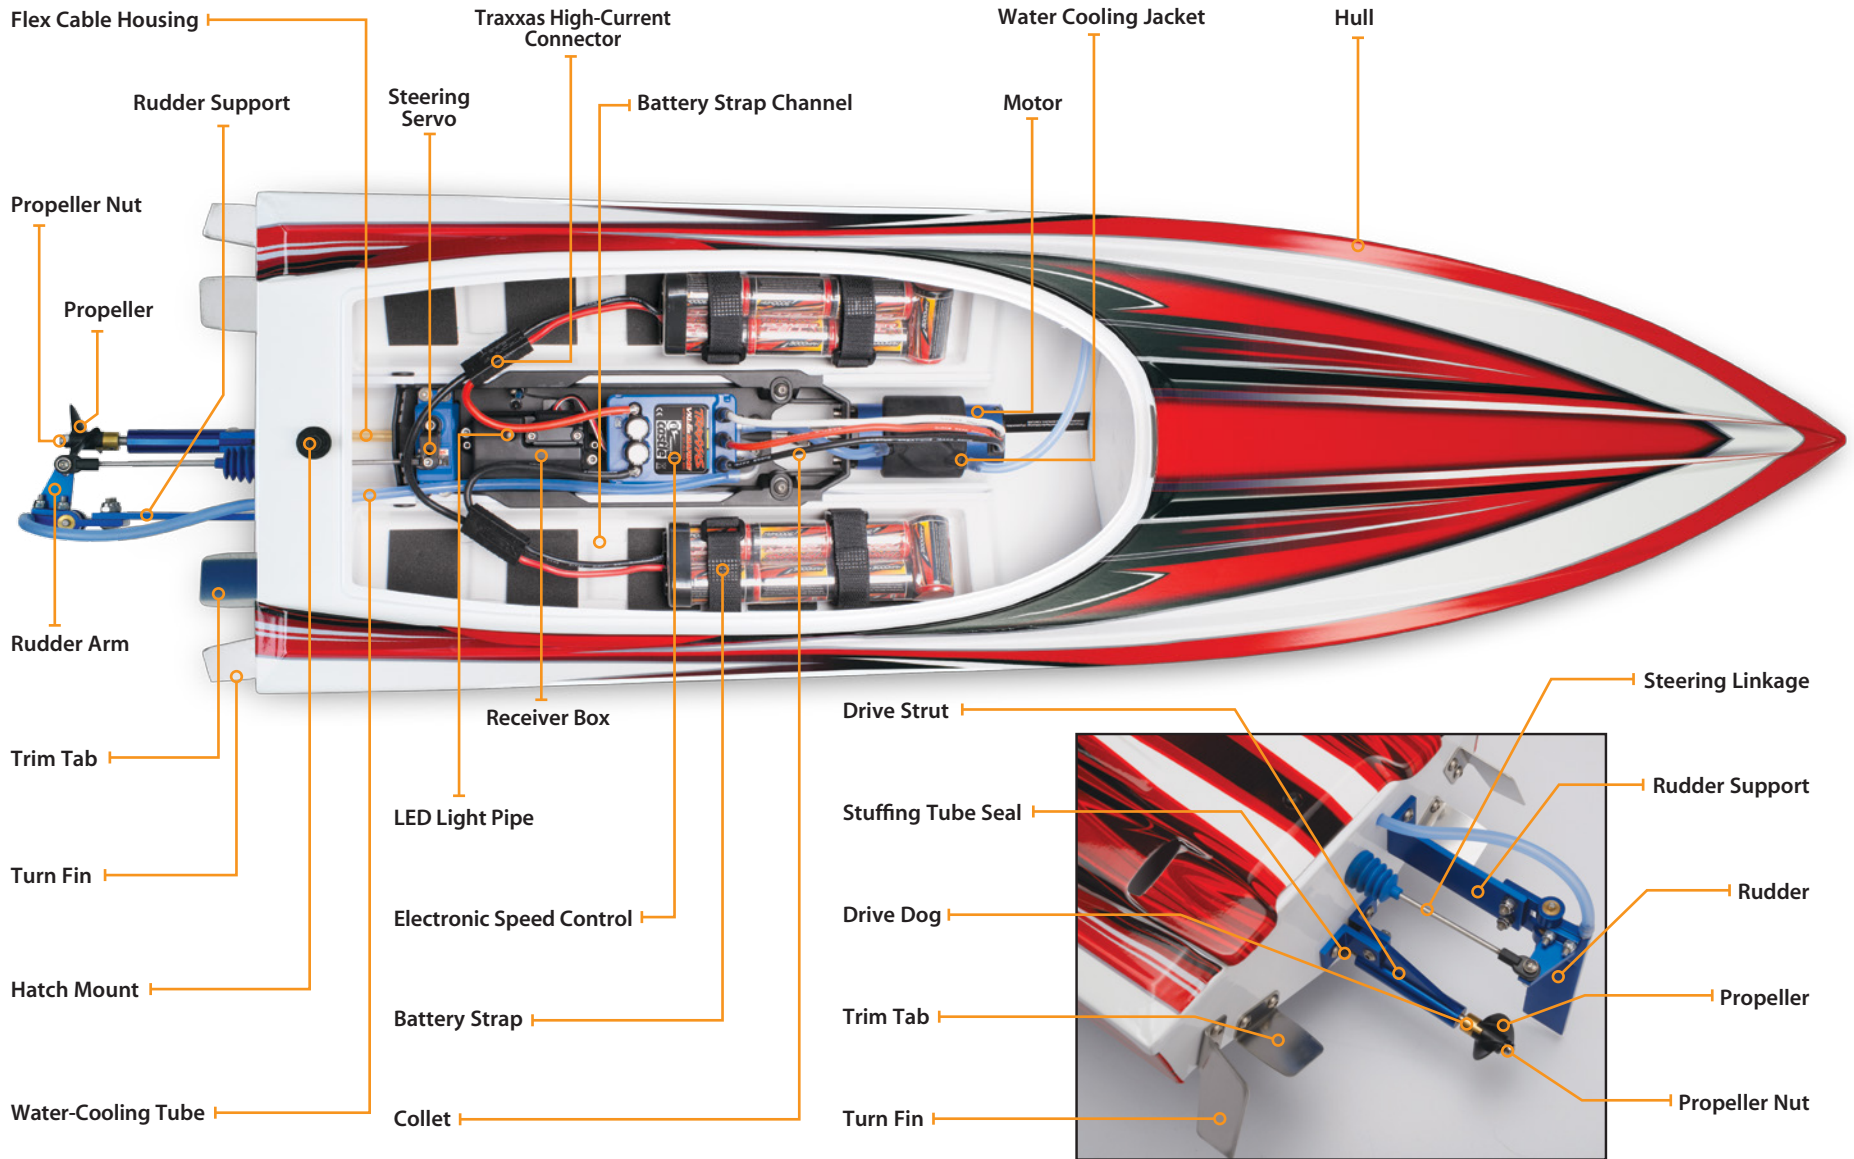 Flex Cable Housing
Traxxas High-Current
Connector
Water Cooling Jacket
Hull
Rudder Support
Steering
Servo
Battery Strap Channel
Motor
Propeller Nut
Propeller
Rudder Arm
Trim Tab
Turn Fin
Hatch Mount
Water-Cooling Tube
Receiver Box
LED Light Pipe
Electronic Speed Control
Battery Strap
Collet
Drive Strut
Stuffing Tube Seal
Drive Dog
Trim Tab
Turn Fin
Steering Linkage
Rudder Support
Rudder
Propeller
Propeller Nut